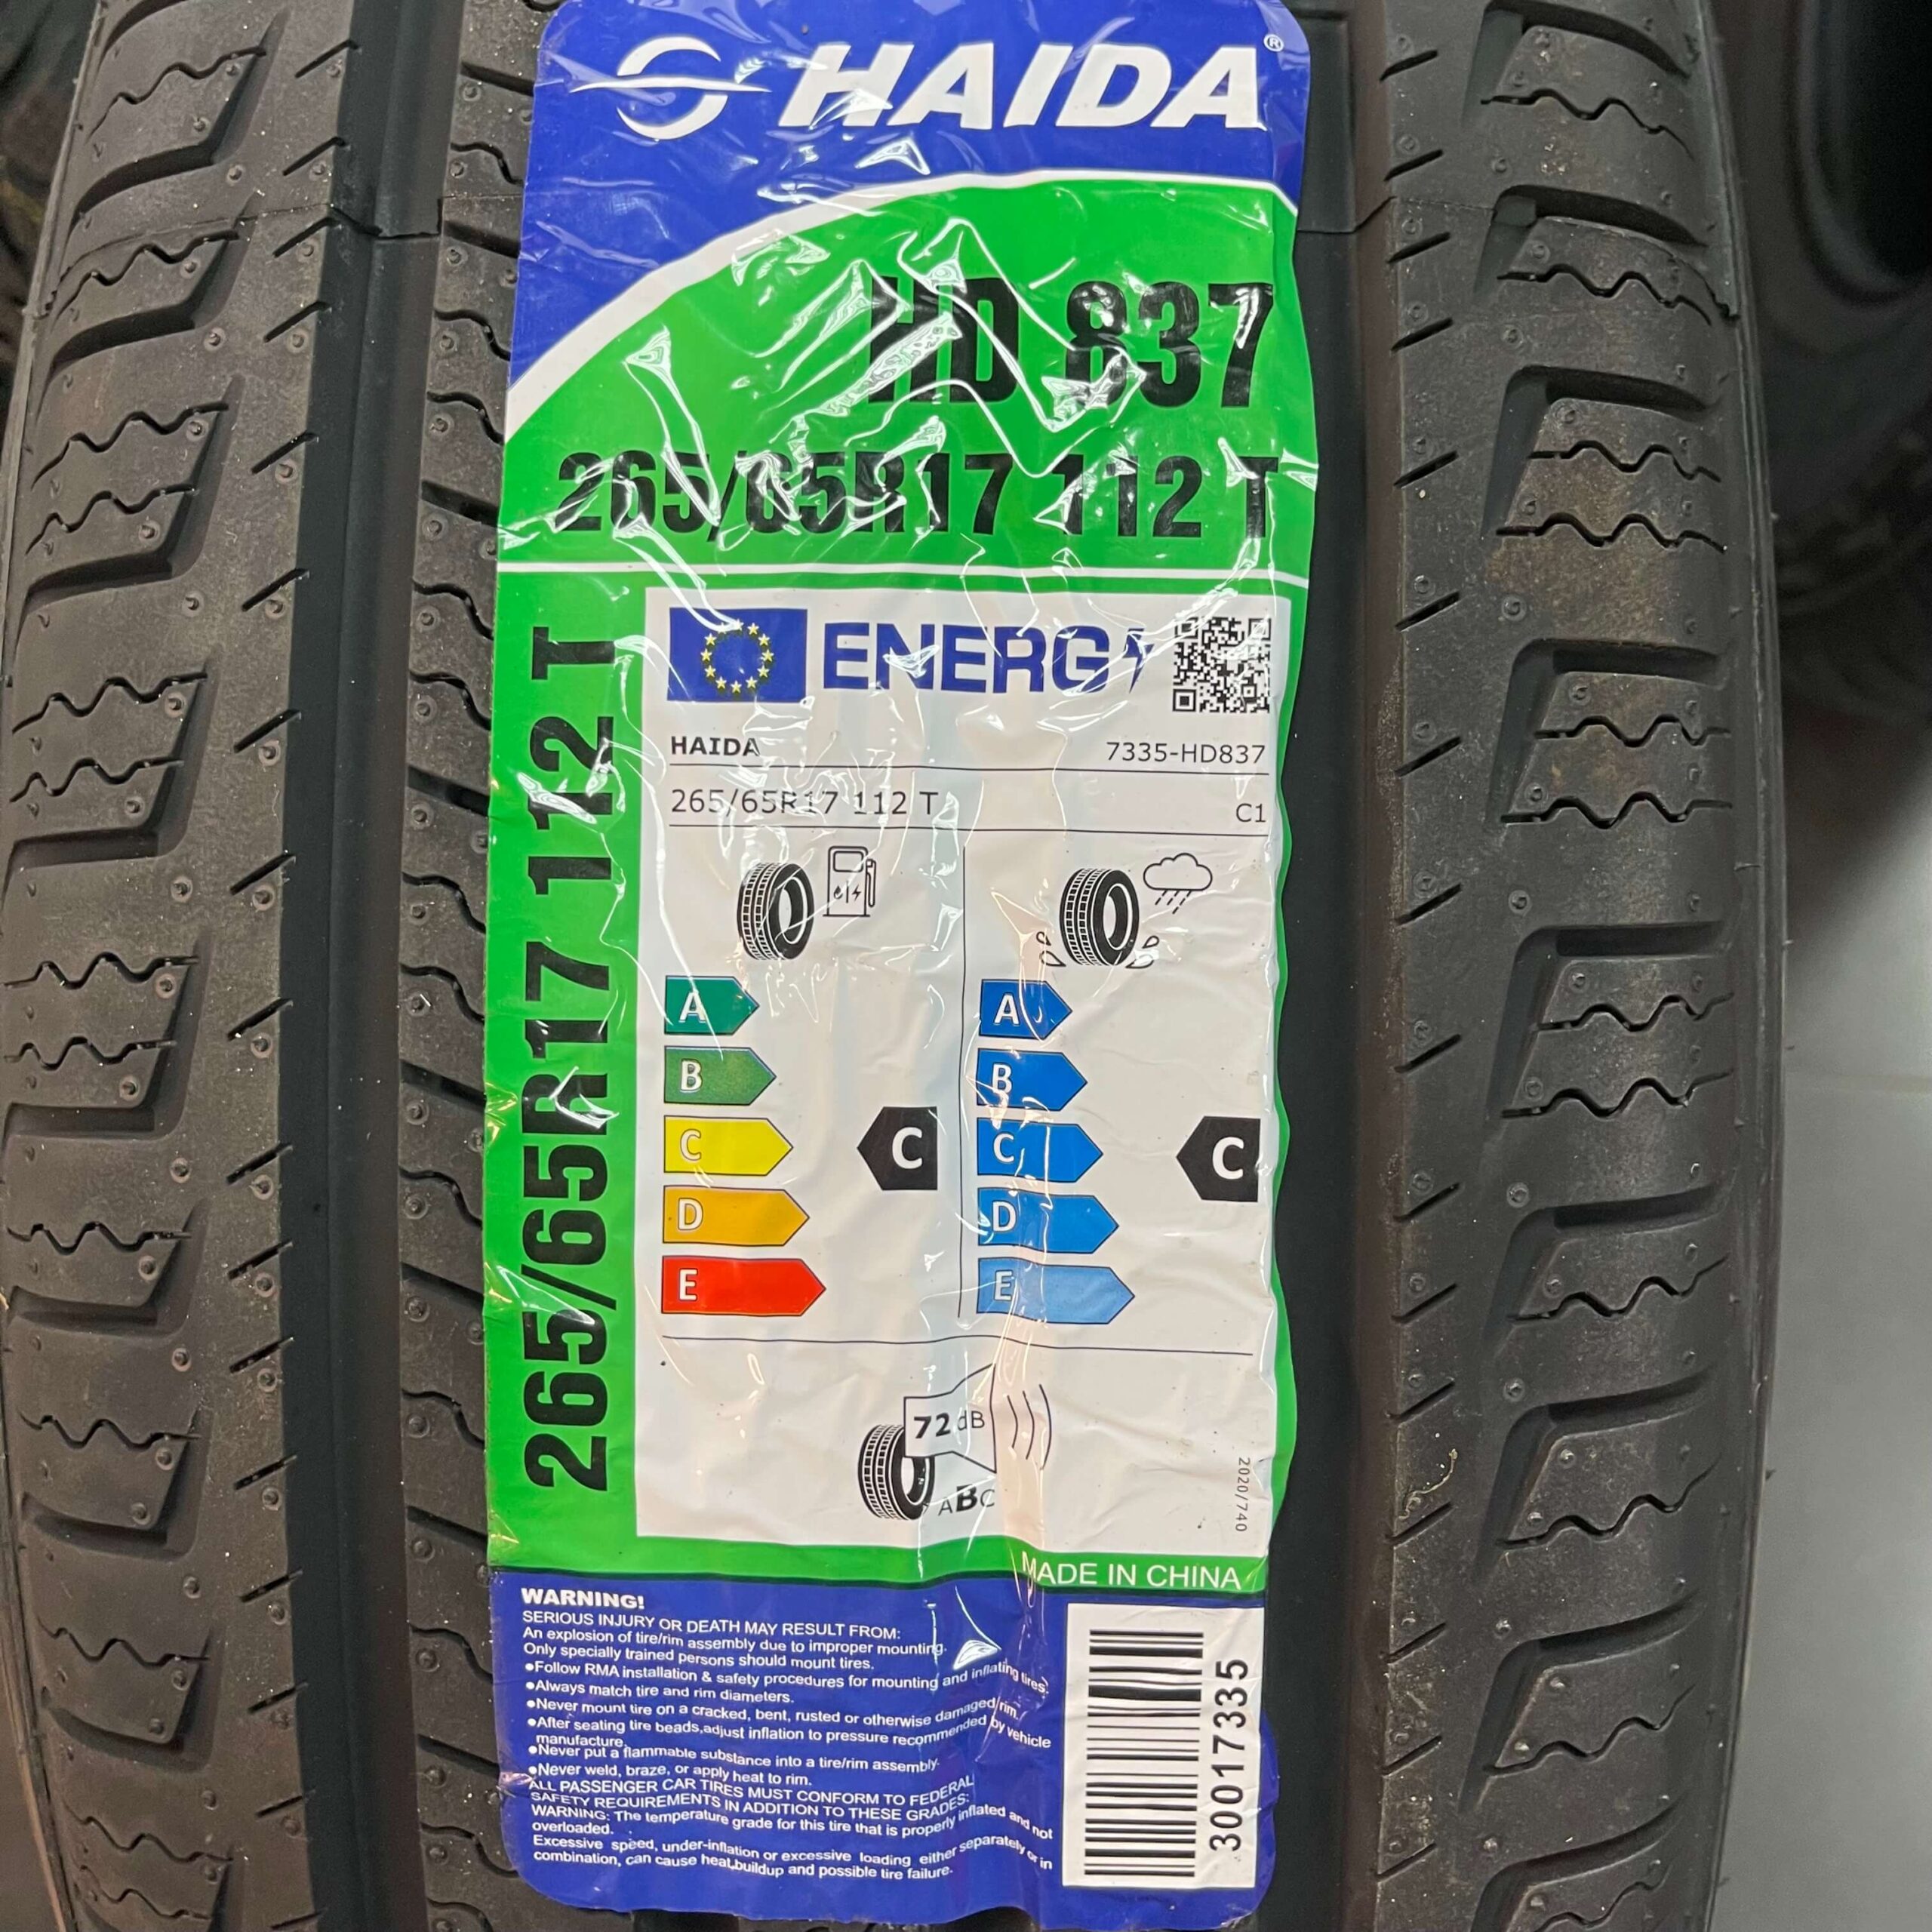 HAIDA®
HD 837
265/65R17 112 T
265/65R17 112 T
ENERG
HAIDA 7335-HD837
265/65R17 112 T C1
A A
B B
C C C C
D D
E E
72 dB
ABC
2020/740
MADE IN CHINA
WARNING!
SERIOUS INJURY OR DEATH MAY RESULT FROM:
An explosion of tire/rim assembly due to improper mounting.
Only specially trained persons should mount tires.
●Follow RMA installation & safety procedures for mounting and inflating tires.
●Always match tire and rim diameters.
●Never mount tire on a cracked, bent, rusted or otherwise damaged rim.
●After seating tire beads,adjust inflation to pressure recommended by vehicle
manufacture.
●Never put a flammable substance into a tire/rim assembly.
●Never weld, braze, or apply heat to rim.
ALL PASSENGER CAR TIRES MUST CONFORM TO FEDERAL
SAFETY REQUIREMENTS IN ADDITION TO THESE GRADES:
WARNING: The temperature grade for this tire that is properly inflated and not
overloaded.
Excessive speed, under-inflation or excessive loading either separately or in
combination, can cause heat,buildup and possible tire failure.
30017335